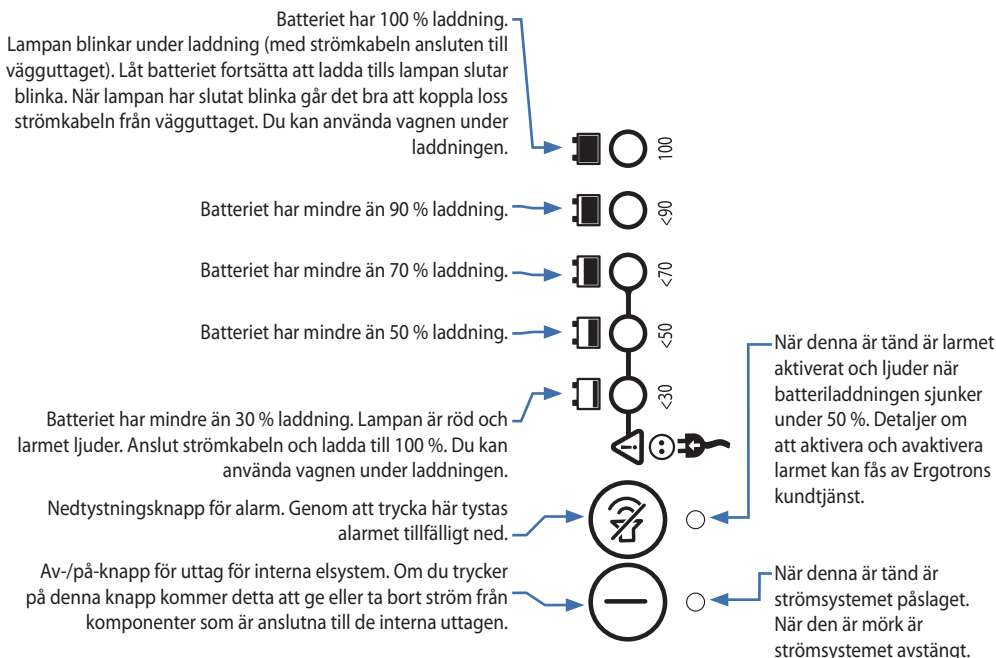 Batteriet har 100 % laddning.
Lampan blinkar under laddning (med strömkabeln ansluten till
vägguttaget). Låt batteriet fortsätta att ladda tills lampan slutar
blinka. När lampan har slutat blinka går det bra att koppla loss
strömkabeln från vägguttaget. Du kan använda vagnen under
laddningen.
100
Batteriet har mindre än 90 % laddning.
<90
Batteriet har mindre än 70 % laddning.
<70
Batteriet har mindre än 50 % laddning.
<50
Batteriet har mindre än 30 % laddning. Lampan är röd och
larmet ljuder. Anslut strömkabeln och ladda till 100 %. Du kan
använda vagnen under laddningen.
<30
När denna är tänd är larmet
aktiverat och ljuder när
batteriladdningen sjunker
under 50 %. Detaljer om
att aktivera och avaktivera
larmet kan fås av Ergotrons
kundtjänst.
Nedtystningsknapp för alarm. Genom att trycka här tystas
alarmet tillfälligt ned.
Av-/på-knapp för uttag för interna elsystem. Om du trycker
på denna knapp kommer detta att ge eller ta bort ström från
komponenter som är anslutna till de interna uttagen.
När denna är tänd är
strömsystemet påslaget.
När den är mörk är
strömsystemet avstängt.